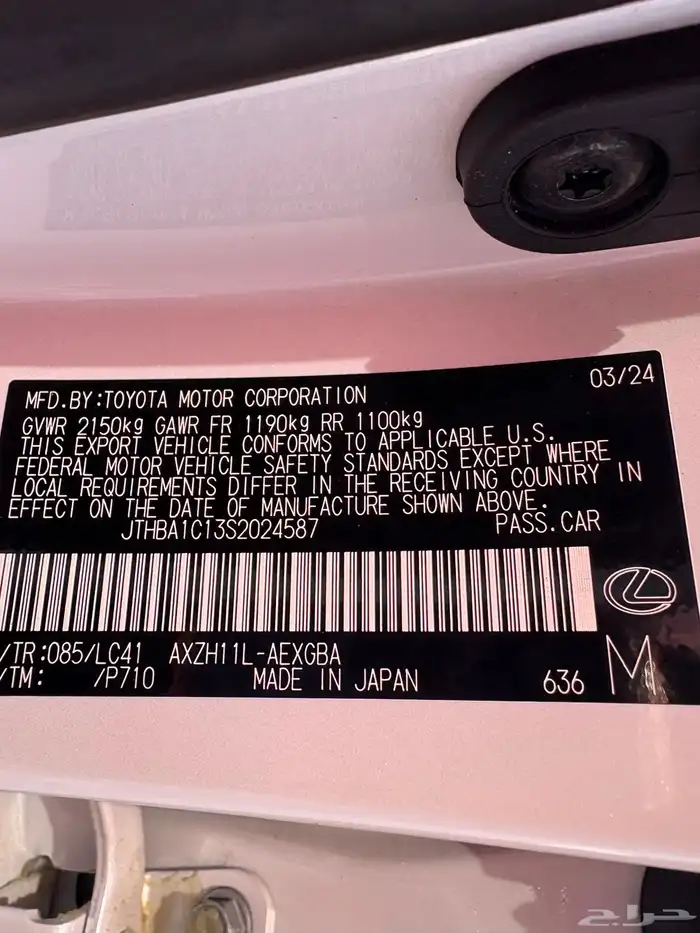 MFD.BY:TOYOTA MOTOR CORPORATION 03/24
GVWR 2150kg GAWR FR 1190kg RR 1100kg
THIS EXPORT VEHICLE CONFORMS TO APPLICABLE U.S.
FEDERAL MOTOR VEHICLE SAFETY STANDARDS EXCEPT WHERE
LOCAL REQUIREMENTS DIFFER IN THE RECEIVING COUNTRY IN
EFFECT ON THE DATE OF MANUFACTURE SHOWN ABOVE.
JTHBA1C13S2024587 PASS.CAR
/TR:085/LC41 AXZH11L-AEXGBA M
/TM: /P710 MADE IN JAPAN 636
حراج